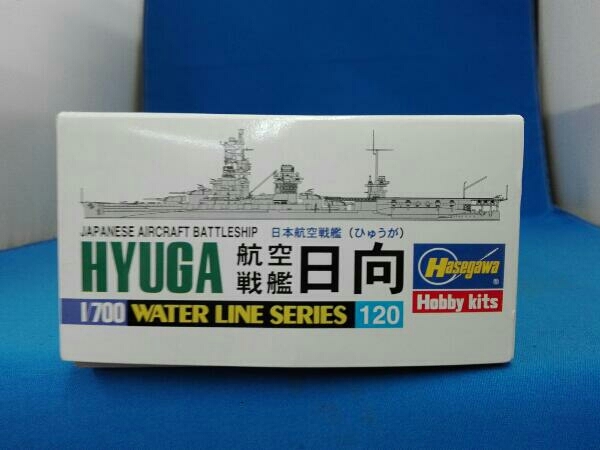 JAPANESE AIRCRAFT BATTLESHIP 日本航空戦艦(ひゅうが)
HYUGA 航空戦艦 日向
Hasegawa®
Hobby kits
1/700 WATER LINE SERIES 120